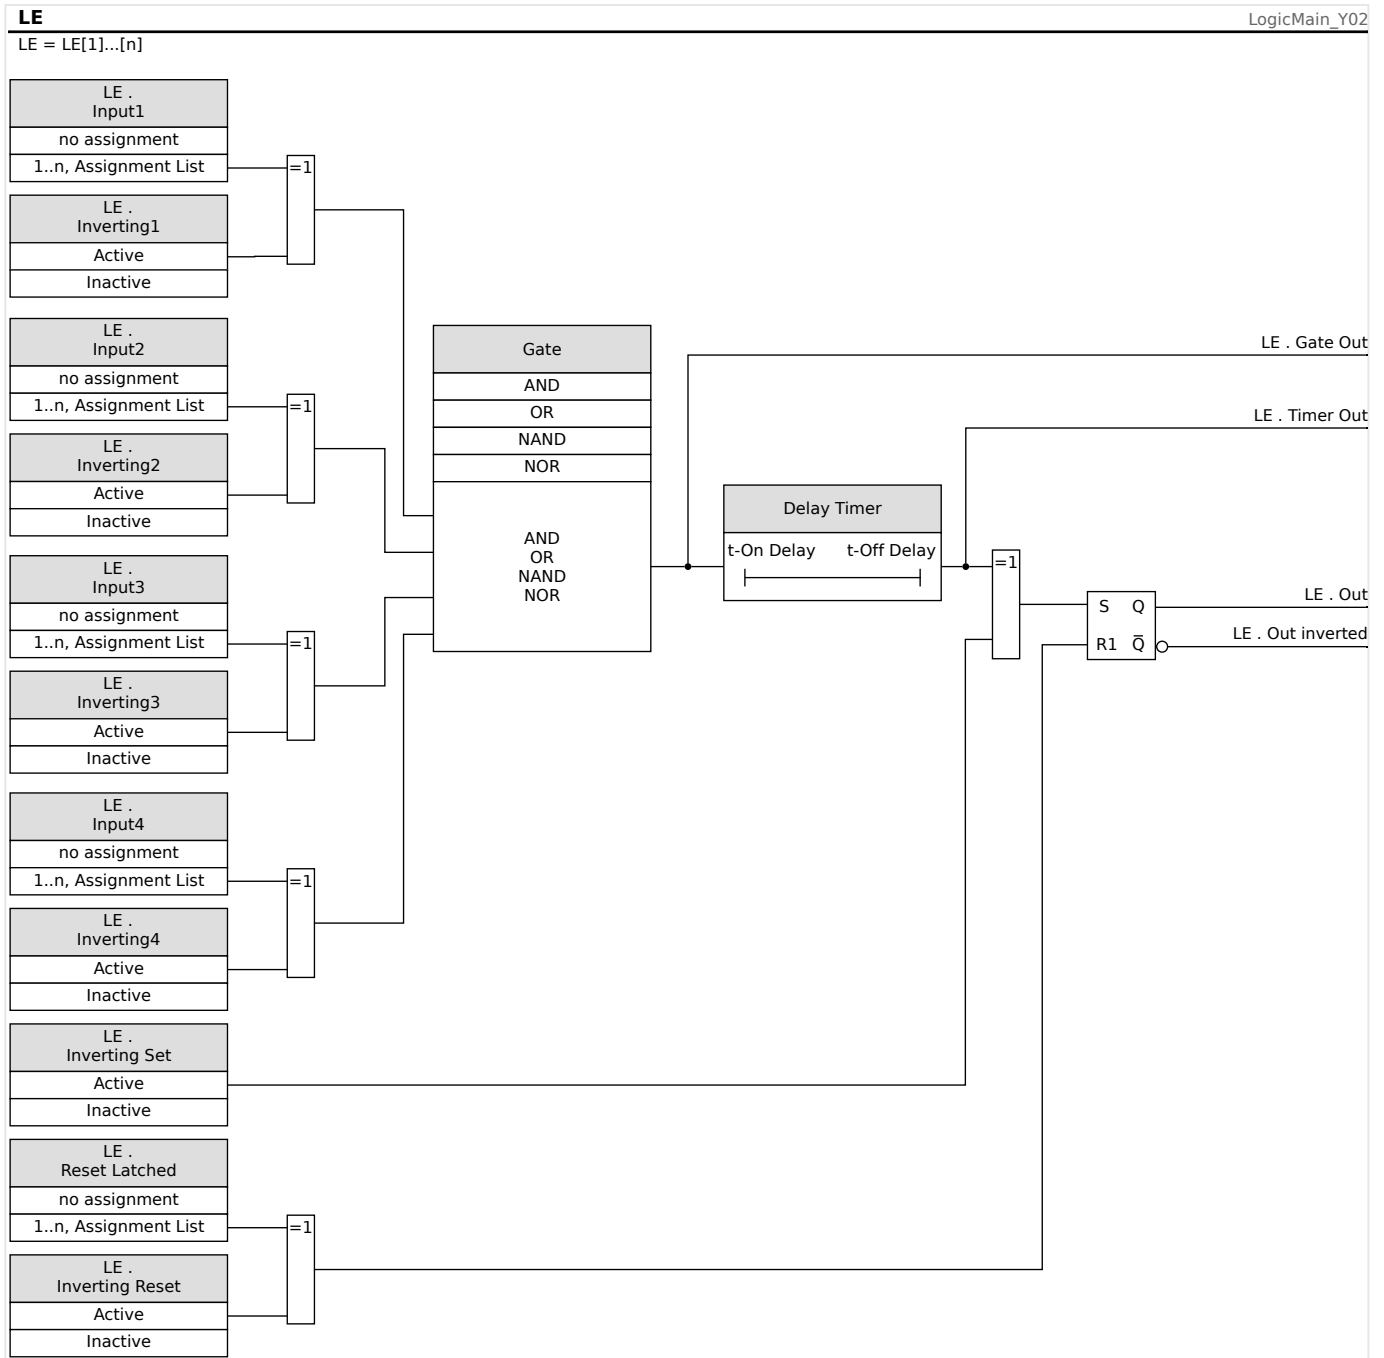 LE
LogicMain_Y02
LE = LE[1]...[n]
LE .
Input1
no assignment
1..n, Assignment List
=1
LE .
Inverting1
Active
Inactive
LE .
Input2
no assignment
1..n, Assignment List
=1
LE .
Inverting2
Active
Inactive
LE .
Input3
no assignment
1..n, Assignment List
=1
LE .
Inverting3
Active
Inactive
LE .
Input4
no assignment
1..n, Assignment List
=1
LE .
Inverting4
Active
Inactive
LE .
Inverting Set
Active
Inactive
LE .
Reset Latched
no assignment
1..n, Assignment List
=1
LE .
Inverting Reset
Active
Inactive
Gate
AND
OR
NAND
NOR
AND
OR
NAND
NOR
Delay Timer
t-On Delay t-Off Delay
=1
S Q
R1 Q̅
LE . Gate Out
LE . Timer Out
LE . Out
LE . Out inverted